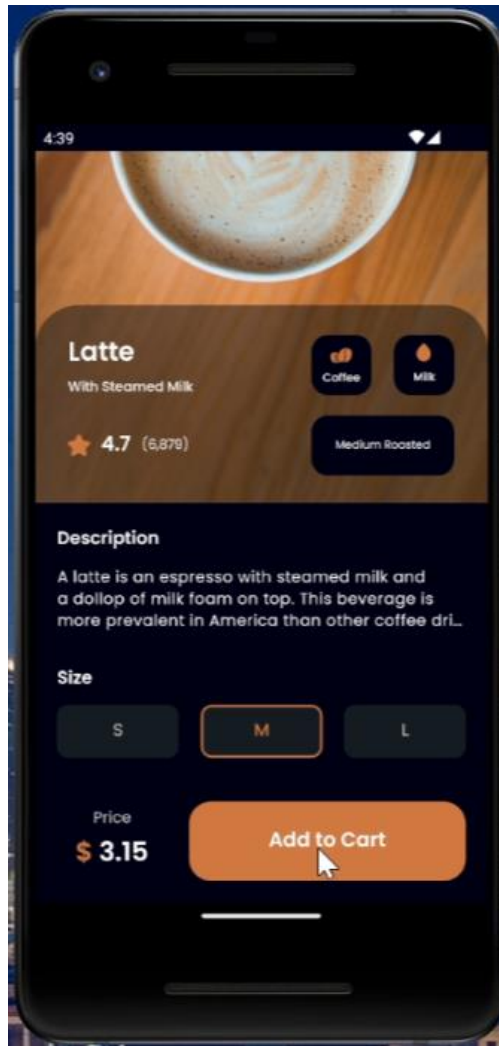 4:39
Latte
With Steamed Milk
Coffee
Milk
4.7 (6,879)
Medium Roasted
Description
A latte is an espresso with steamed milk and
a dollop of milk foam on top. This beverage is
more prevalent in America than other coffee dri...
Size
S M L
Price
$ 3.15
Add to Cart